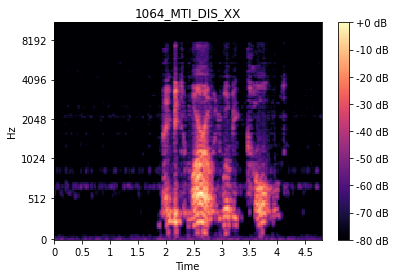 1064_MTI_DIS_XX
+0 dB
8192
-10 dB
4096
-20 dB
-30 dB
2048
Hz
-40 dB
1024
-50 dB
-60 dB
512
-70 dB
0
-80 dB
0 0.5 1 1.5 2 2.5 3 3.5 4 4.5
Time